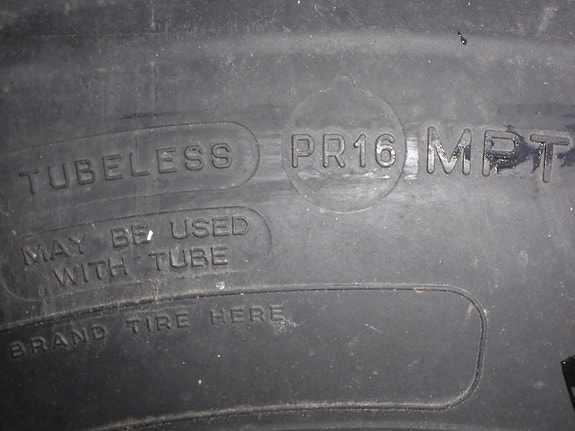 TUBELESS PR16 MPT
MAY BE USED
WITH TUBE
BRAND TIRE HERE